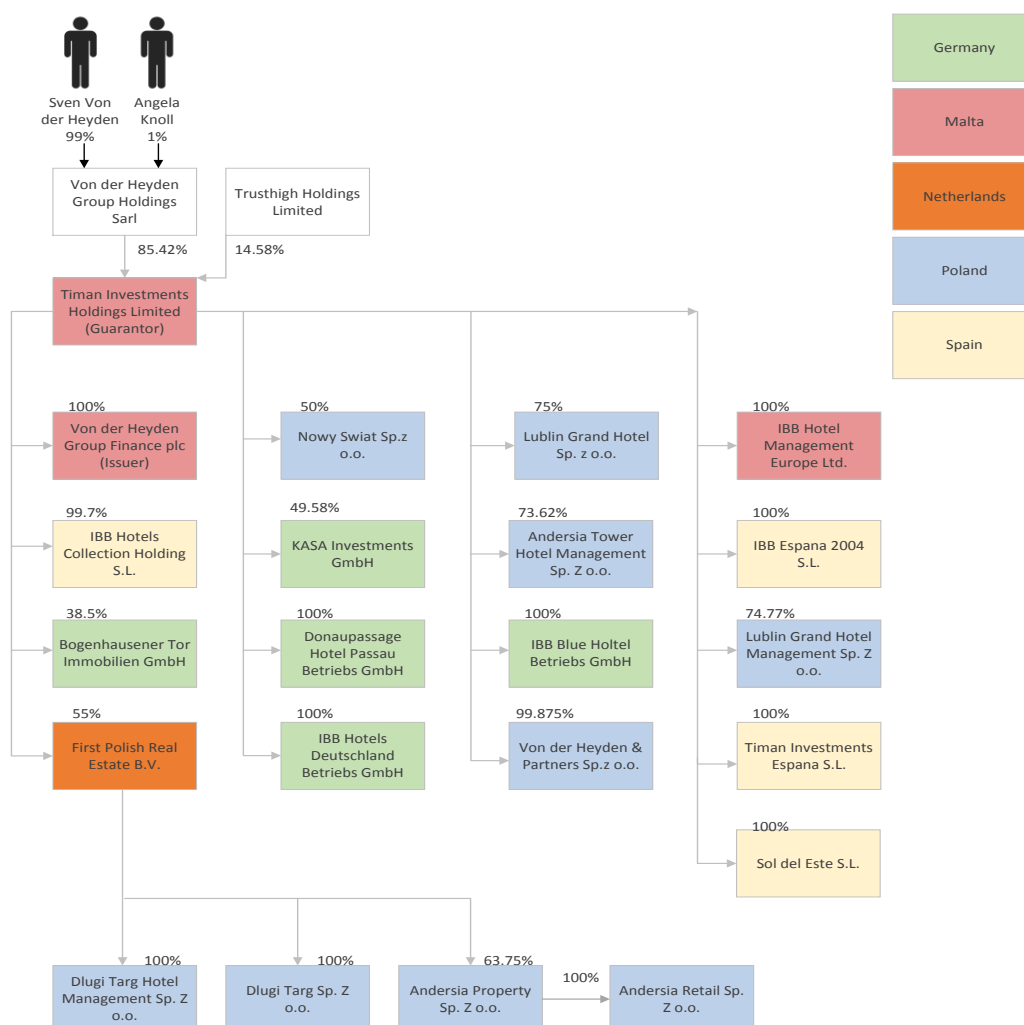 Sven Von
der Heyden
99%
Angela
Knoll
1%
Germany
Malta
Netherlands
Poland
Spain
Von der Heyden
Group Holdings
Sarl
Trusthigh Holdings
Limited
85.42%
14.58%
Timan Investments
Holdings Limited
(Guarantor)
100%
Von der Heyden
Group Finance plc
(Issuer)
50%
Nowy Swiat Sp.z
o.o.
75%
Lublin Grand Hotel
Sp. z o.o.
100%
IBB Hotel
Management
Europe Ltd.
99.7%
IBB Hotels
Collection Holding
S.L.
49.58%
KASA Investments
GmbH
73.62%
Andersia Tower
Hotel Management
Sp. Z o.o.
100%
IBB Espana 2004
S.L.
38.5%
Bogenhausener Tor
Immobilien GmbH
100%
Donaupassage
Hotel Passau
Betriebs GmbH
100%
IBB Blue Holtel
Betriebs GmbH
74.77%
Lublin Grand Hotel
Management Sp. Z
o.o.
55%
First Polish Real
Estate B.V.
100%
IBB Hotels
Deutschland
Betriebs GmbH
99.875%
Von der Heyden &
Partners Sp.z o.o.
100%
Timan Investments
Espana S.L.
100%
Sol del Este S.L.
100%
Dlugi Targ Hotel
Management Sp. Z
o.o.
100%
Dlugi Targ Sp. Z
o.o.
63.75%
Andersia Property
Sp. Z o.o.
100%
Andersia Retail Sp.
Z o.o.